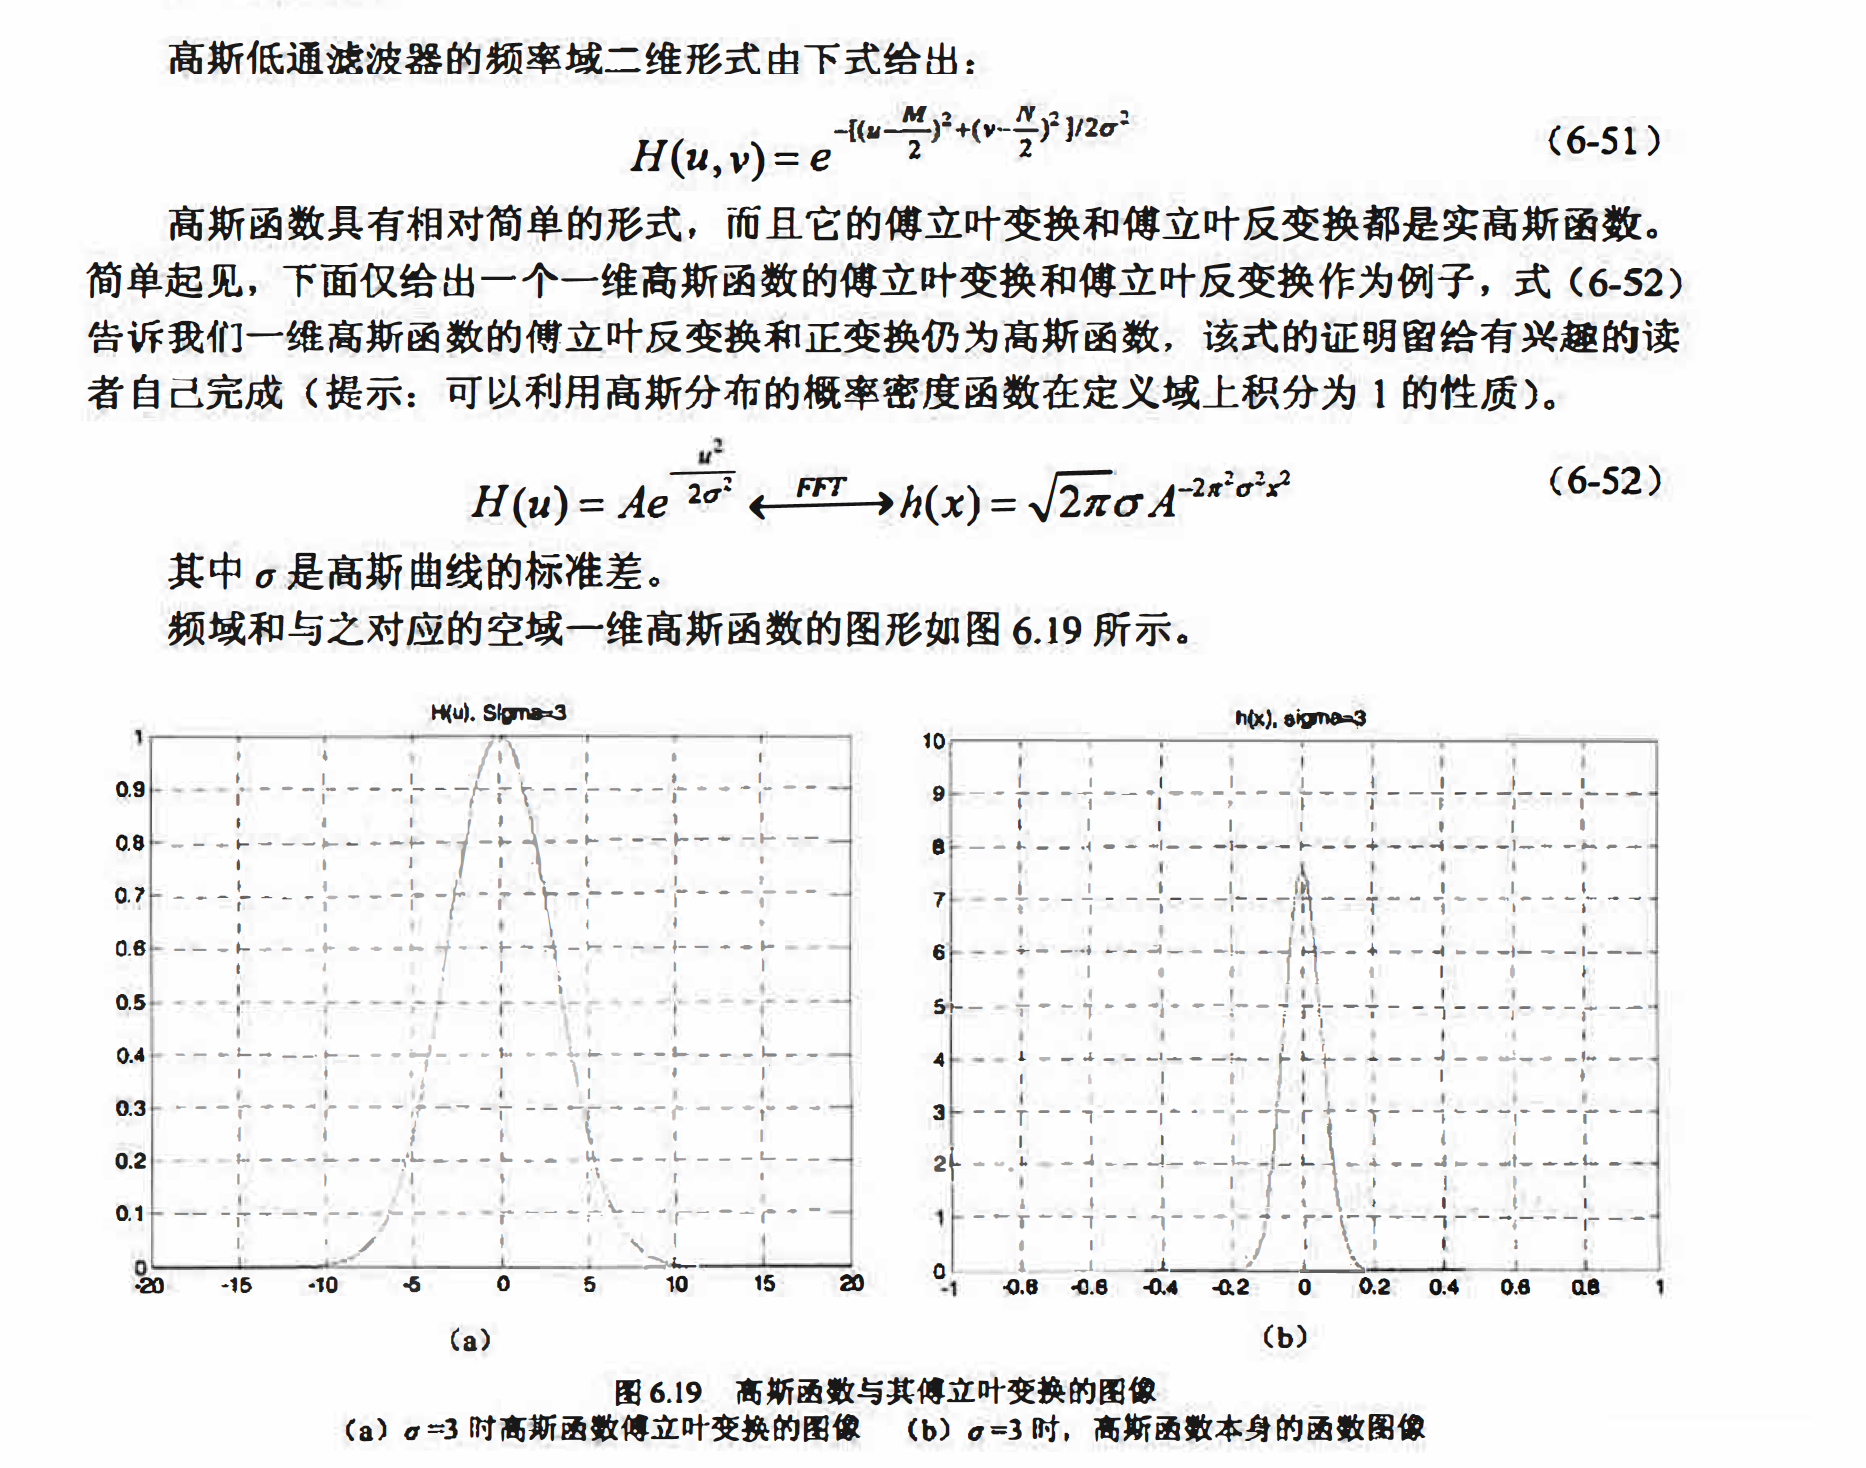 高斯低通滤波器的频率域二维形式由下式给出：
H(u,v)=e^{-[(u-\frac{M}{2})^2+(v-\frac{N}{2})^2]/2σ^2} （6-51）
高斯函数具有相对简单的形式，而且它的傅立叶变换和傅立叶反变换都是实高斯函数。
简单起见，下面仅给出一个一维高斯函数的傅立叶变换和傅立叶反变换作为例子，式（6-52）
告诉我们一维高斯函数的傅立叶反变换和正变换仍为高斯函数，该式的证明留给有兴趣的读
者自己完成（提示：可以利用高斯分布的概率密度函数在定义域上积分为 1 的性质）。
H(u)=Ae^{\frac{u^2}{2σ^2}} ←FFT→ h(x)=\sqrt{2π}σA^{-2π^2σ^2x^2} （6-52）
其中 σ 是高斯曲线的标准差。
频域和与之对应的空域一维高斯函数的图形如图 6.19 所示。
H(u), Sigma=3
1
0.9
0.8
0.7
0.6
0.5
0.4
0.3
0.2
0.1
0
-20 -15 -10 -5 0 5 10 15 20
（a）
h(x), sigma=3
10
9
8
7
6
5
4
3
2
1
0
-1 -0.8 -0.6 -0.4 -0.2 0 0.2 0.4 0.6 0.8 1
（b）
图 6.19 高斯函数与其傅立叶变换的图像
（a）σ=3 时高斯函数傅立叶变换的图像 （b）σ=3 时，高斯函数本身的函数图像